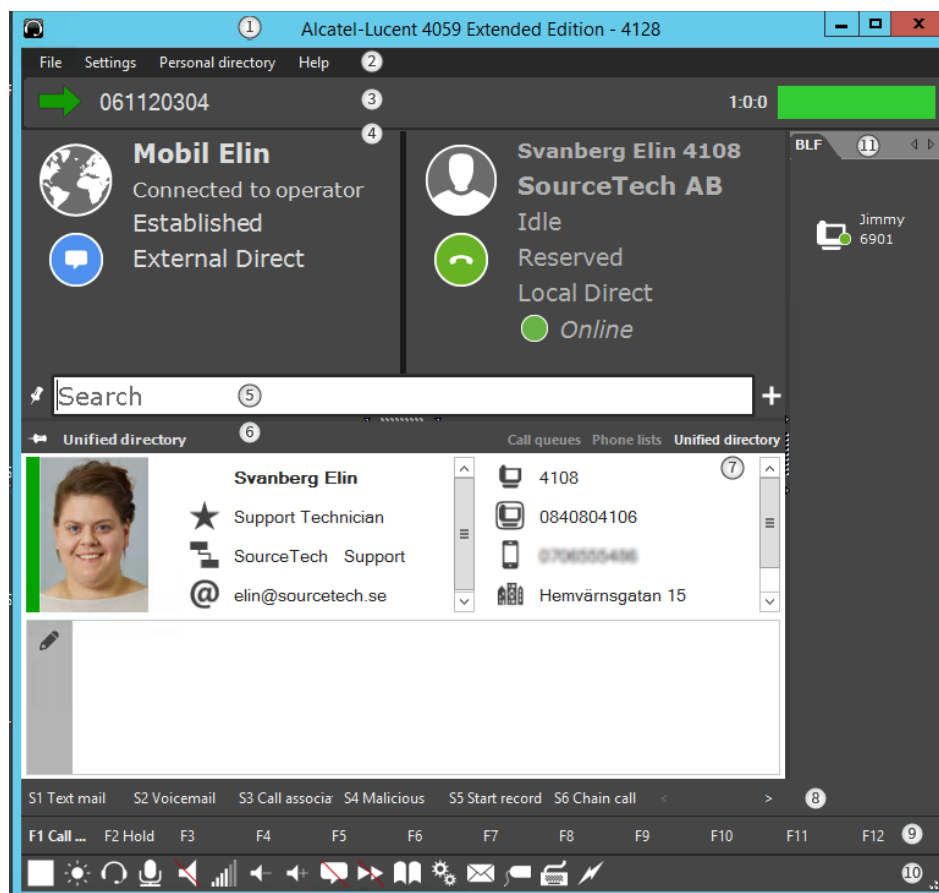 1 Alcatel-Lucent 4059 Extended Edition - 4128
File Settings Personal directory Help 2
061120304 3 1:0:0
4
Mobil Elin
Connected to operator
Established
External Direct
Svanberg Elin 4108
SourceTech AB
Idle
Reserved
Local Direct
Online
BLF 11
Jimmy
6901
Search 5
Unified directory 6 Call queues Phone lists Unified directory
7
Svanberg Elin
Support Technician
SourceTech Support
elin@sourcetech.se
4108
0840804106
Hemvärnsgatan 15
S1 Text mail S2 Voicemail S3 Call associa S4 Malicious S5 Start record S6 Chain call < > 8
F1 Call ... F2 Hold F3 F4 F5 F6 F7 F8 F9 F10 F11 F12 9
10